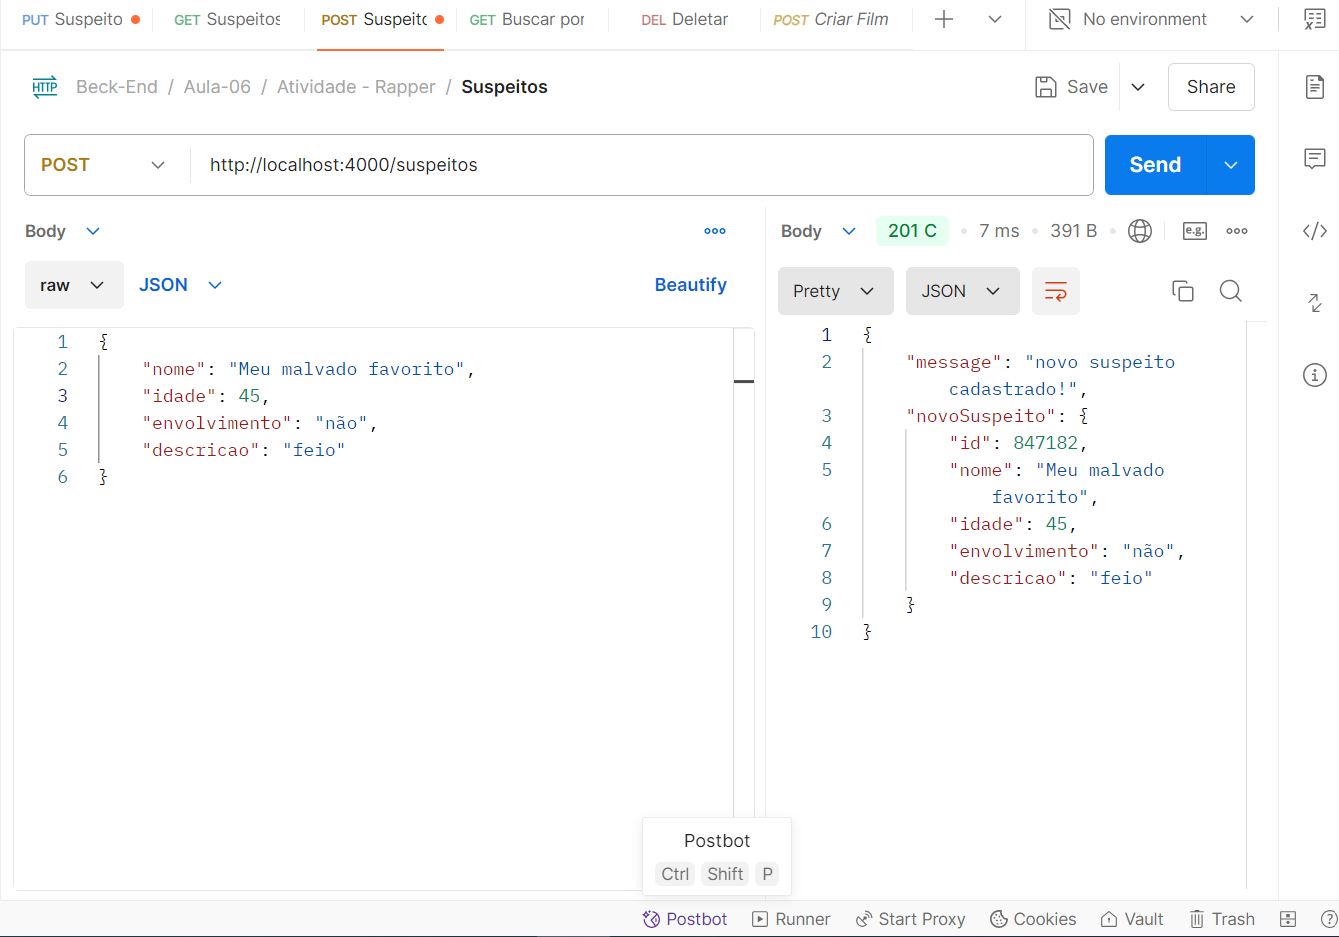 PUT Suspeito GET Suspeitos POST Suspeito GET Buscar por DEL Deletar POST Criar Film No environment
HTTP Beck-End / Aula-06 / Atividade - Rapper / Suspeitos Save Share
POST http://localhost:4000/suspeitos Send
Body
raw JSON Beautify
1 {
2 "nome": "Meu malvado favorito",
3 "idade": 45,
4 "envolvimento": "não",
5 "descricao": "feio"
6 }
Body 201 C 7 ms 391 B e.g.
Pretty JSON
1 {
2 "message": "novo suspeito
cadastrado!",
3 "novoSuspeito": {
4 "id": 847182,
5 "nome": "Meu malvado
favorito",
6 "idade": 45,
7 "envolvimento": "não",
8 "descricao": "feio"
9 }
10 }
Postbot
Ctrl Shift P
Postbot Runner Start Proxy Cookies Vault Trash